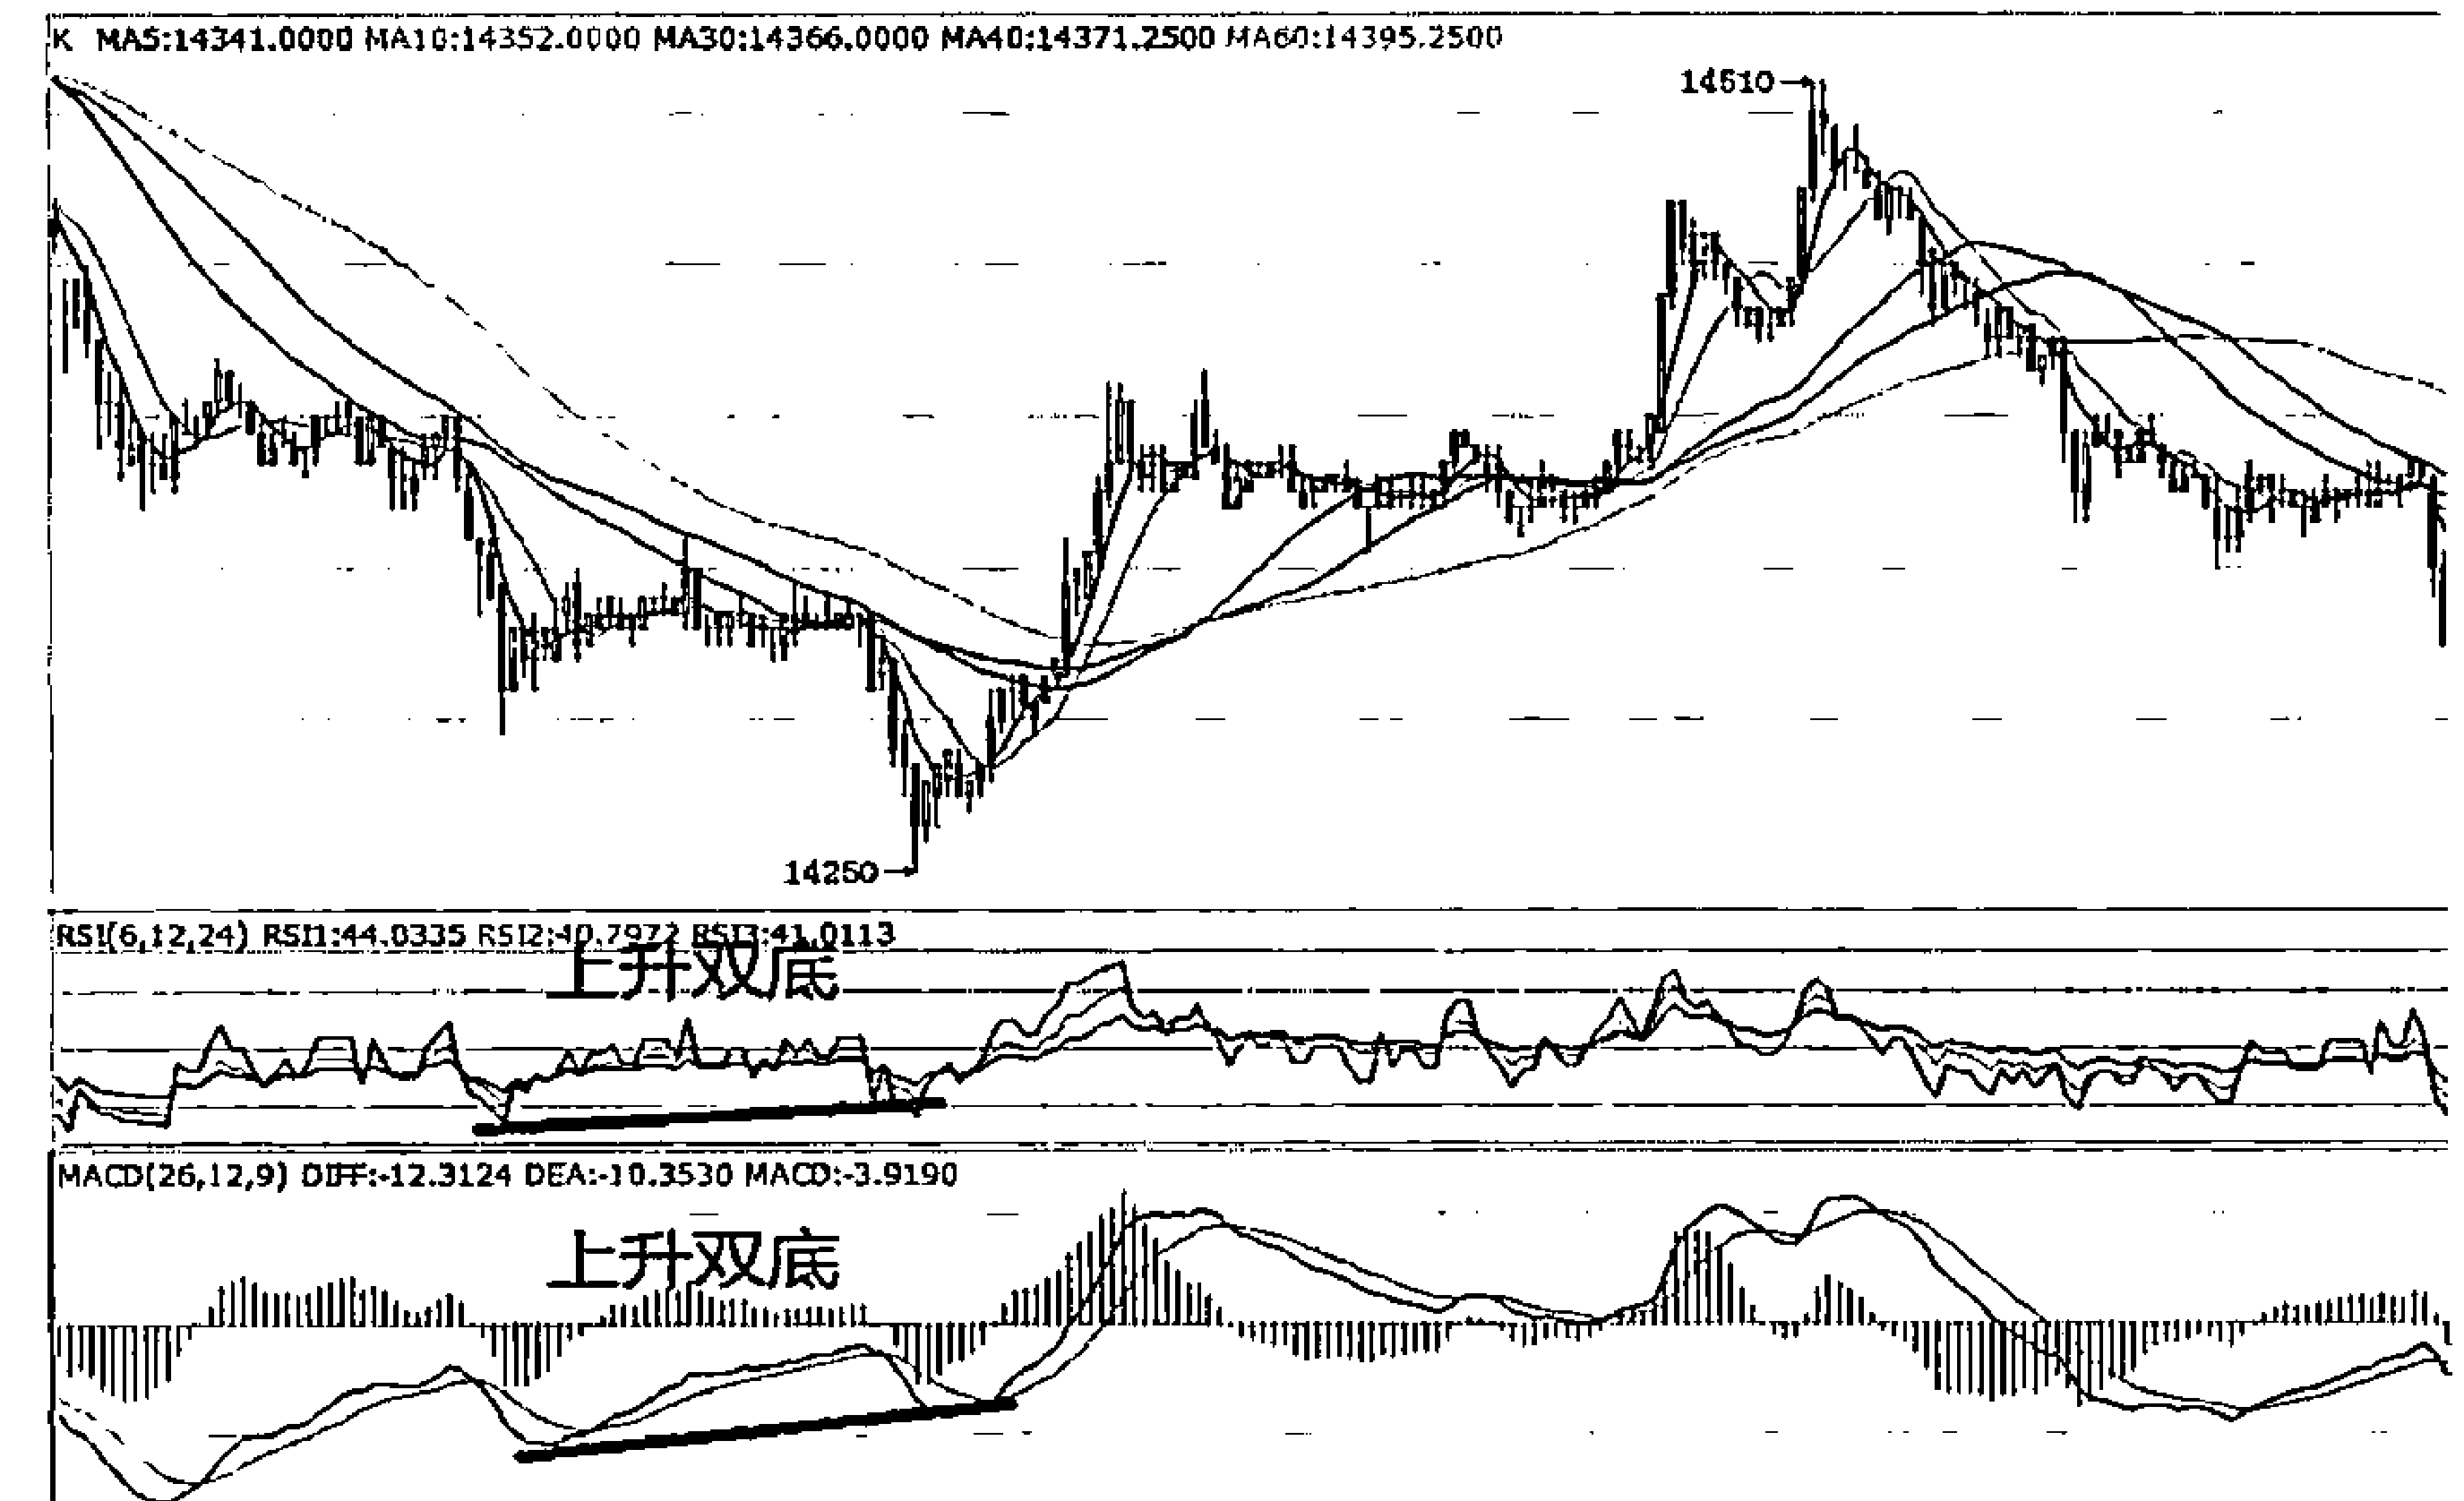 K MA5:14341.0000 MA10:14352.0000 MA30:14366.0000 MA40:14371.2500 MA60:14395.2500
14510
14250
RSI(6,12,24) RSI1:44.0335 RSI2:40.7972 RSI3:41.0113
上升双底
MACD(26,12,9) DIFF:-12.3124 DEA:-10.3530 MACD:-3.9190
上升双底